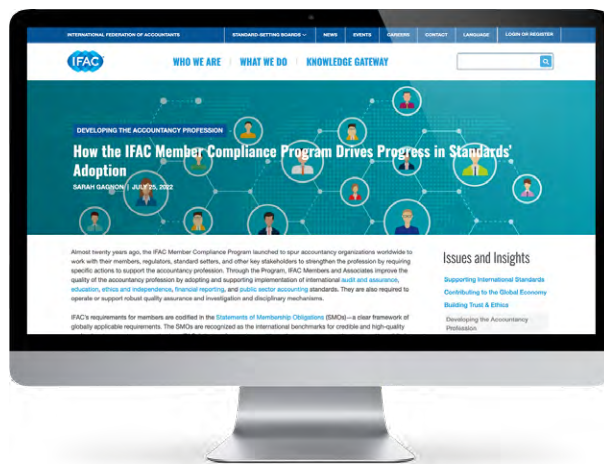 INTERNATIONAL FEDERATION OF ACCOUNTANTS STANDARD-SETTING BOARDS NEWS EVENTS CAREERS CONTACT LANGUAGE LOGIN OR REGISTER
IFAC WHO WE ARE WHAT WE DO KNOWLEDGE GATEWAY
DEVELOPING THE ACCOUNTANCY PROFESSION
How the IFAC Member Compliance Program Drives Progress in Standards'
Adoption
SARAH GAGNON | JULY 25, 2022
Almost twenty years ago, the IFAC Member Compliance Program launched to spur accountancy organizations worldwide to
work with their members, regulators, standard setters, and other key stakeholders to strengthen the profession by requiring
specific actions to support the accountancy profession. Through the Program, IFAC Members and Associates improve the
quality of the accountancy profession by adopting and supporting implementation of international audit and assurance,
education, ethics and independence, financial reporting, and public sector accounting standards. They are also required to
operate or support robust quality assurance and investigation and disciplinary mechanisms.
IFAC's requirements for members are codified in the Statements of Membership Obligations (SMOs)—a clear framework of
globally applicable requirements. The SMOs are recognized as the international benchmarks for credible and high-quality
Issues and Insights
Supporting International Standards
Contributing to the Global Economy
Building Trust & Ethics
Developing the Accountancy
Profession